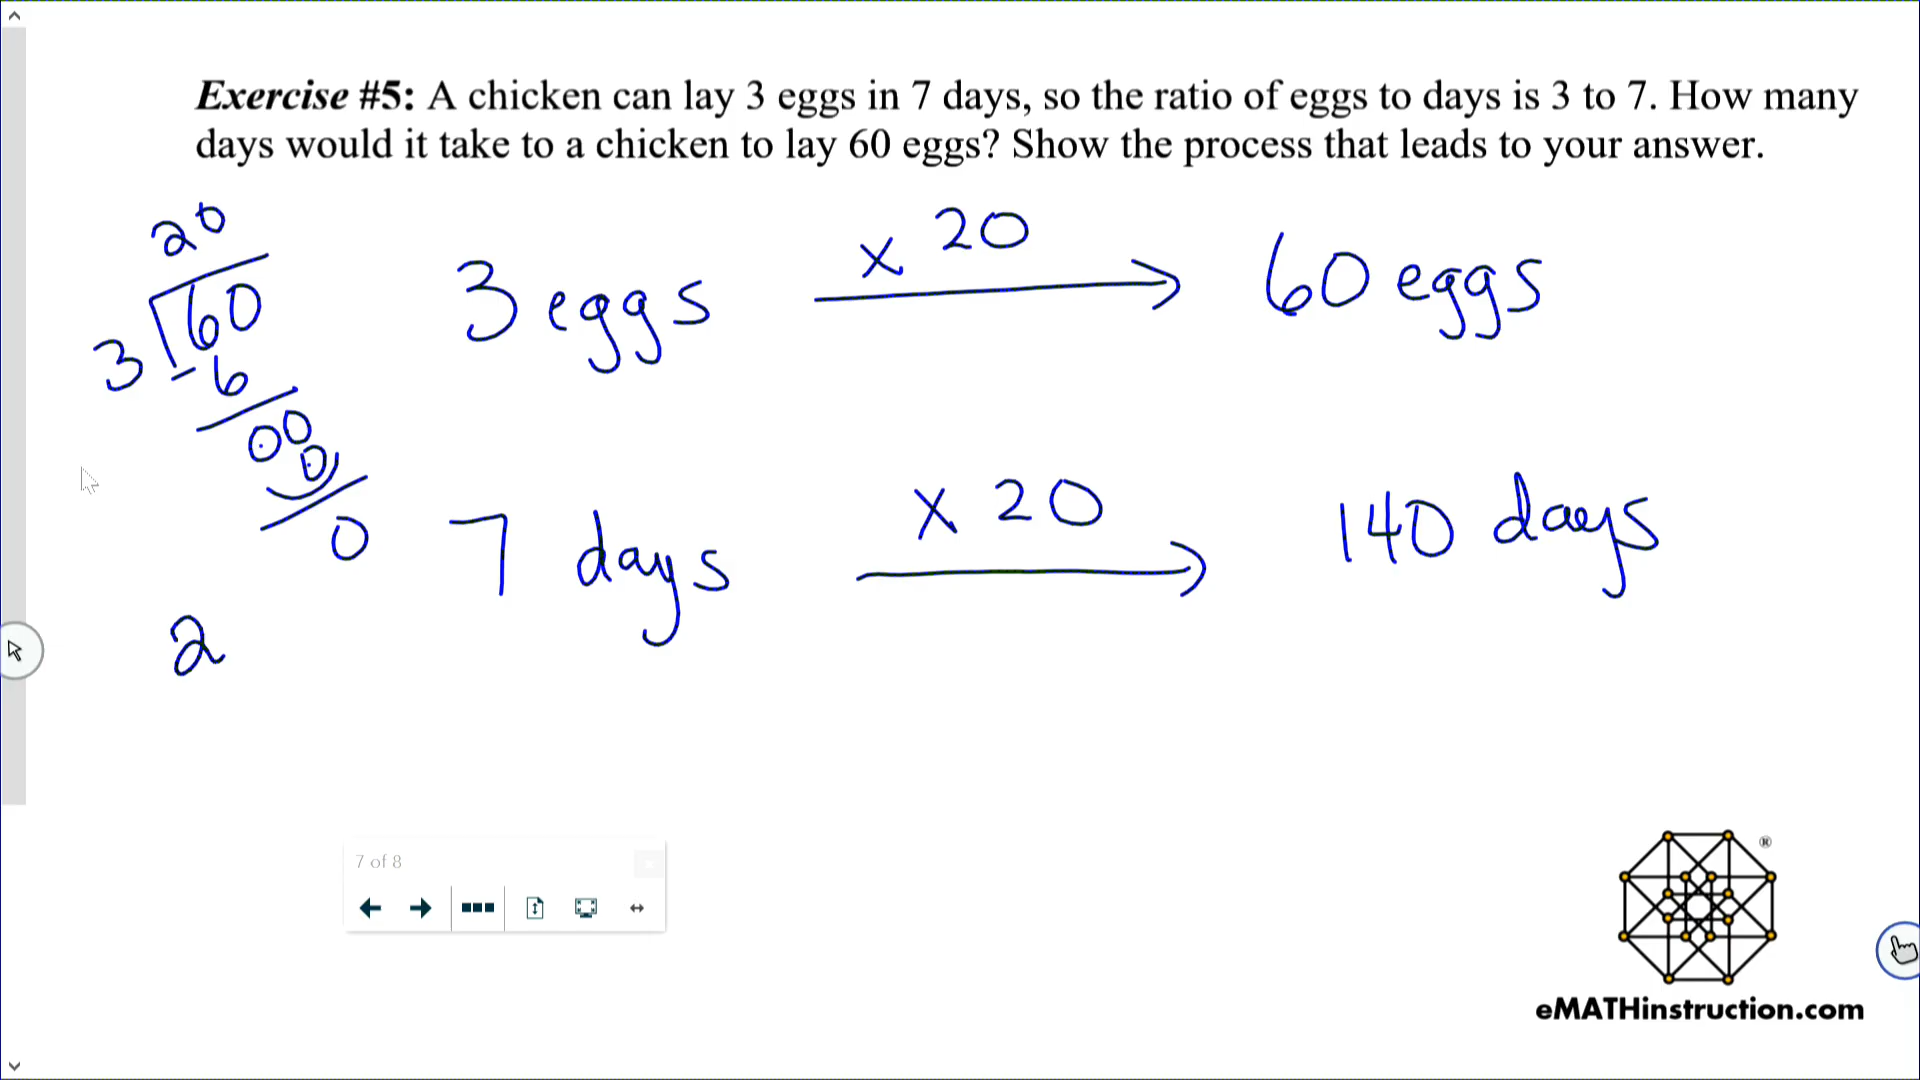 Exercise #5: A chicken can lay 3 eggs in 7 days, so the ratio of eggs to days is 3 to 7. How many
days would it take to a chicken to lay 60 eggs? Show the process that leads to your answer.
20
3 60
- 6
00
0
0
3 eggs x 20 60 eggs
7 days x 20 140 days
2
7 of 8
®
eMATHinstruction.com